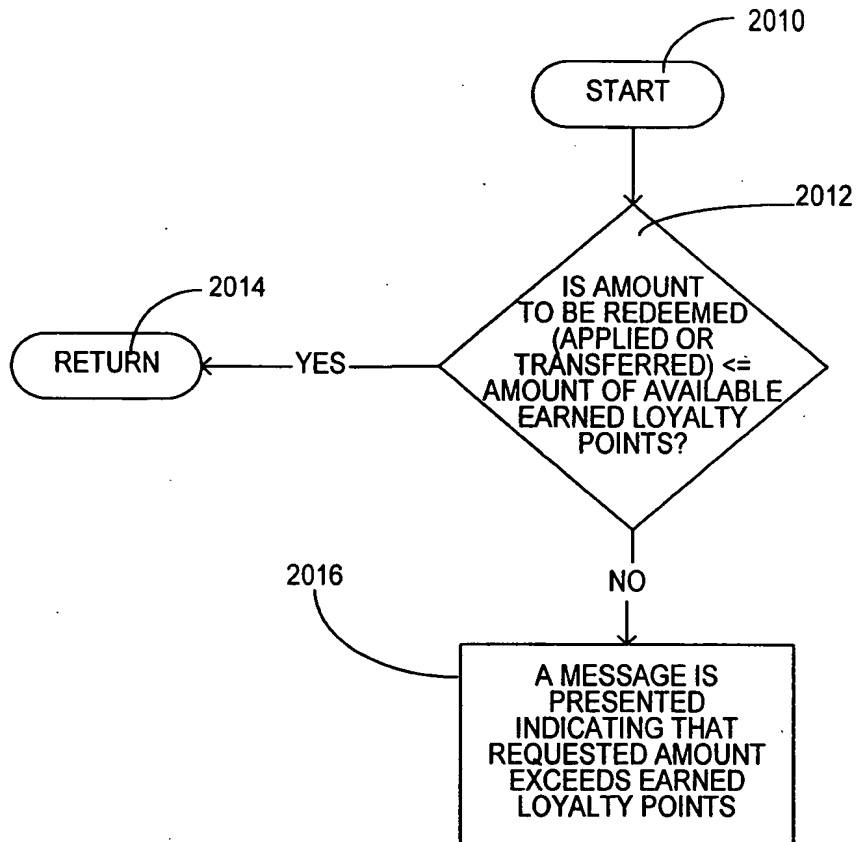 2010
START
2012
IS AMOUNT
TO BE REDEEMED
(APPLIED OR
TRANSFERRED) <=
AMOUNT OF AVAILABLE
EARNED LOYALTY
POINTS?
2014
RETURN
YES
NO
2016
A MESSAGE IS
PRESENTED
INDICATING THAT
REQUESTED AMOUNT
EXCEEDS EARNED
LOYALTY POINTS